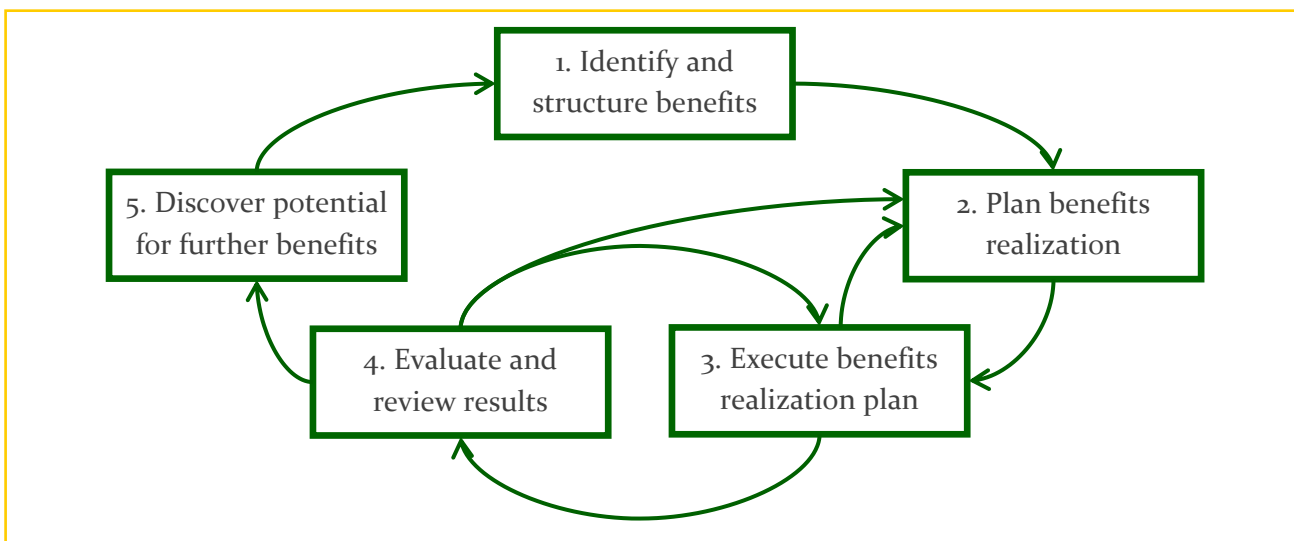 1. Identify and
structure benefits
5. Discover potential
for further benefits
2. Plan benefits
realization
4. Evaluate and
review results
3. Execute benefits
realization plan